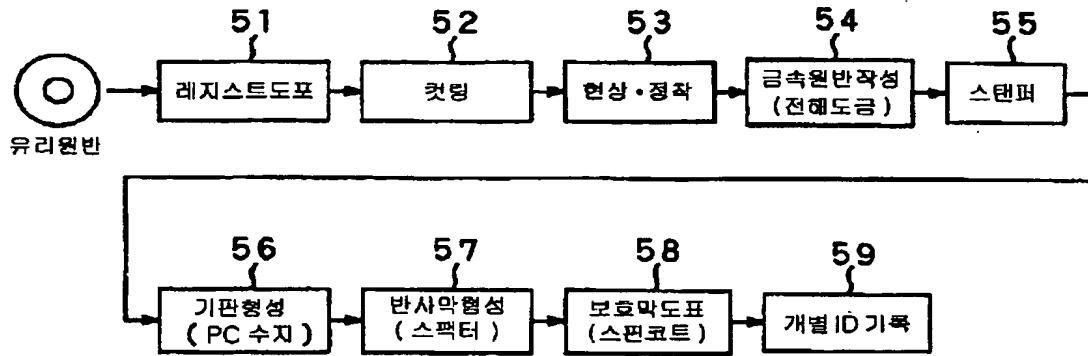 51 52 53 54 55
유리원반
레지스트도포
컷링
현상・정착
금속원반작성
(전해도금)
스탬퍼
56 57 58 59
기판형성
(PC 수지)
반사막형성
(스팩터)
보호막도표
(스핀코트)
개별 ID 기록